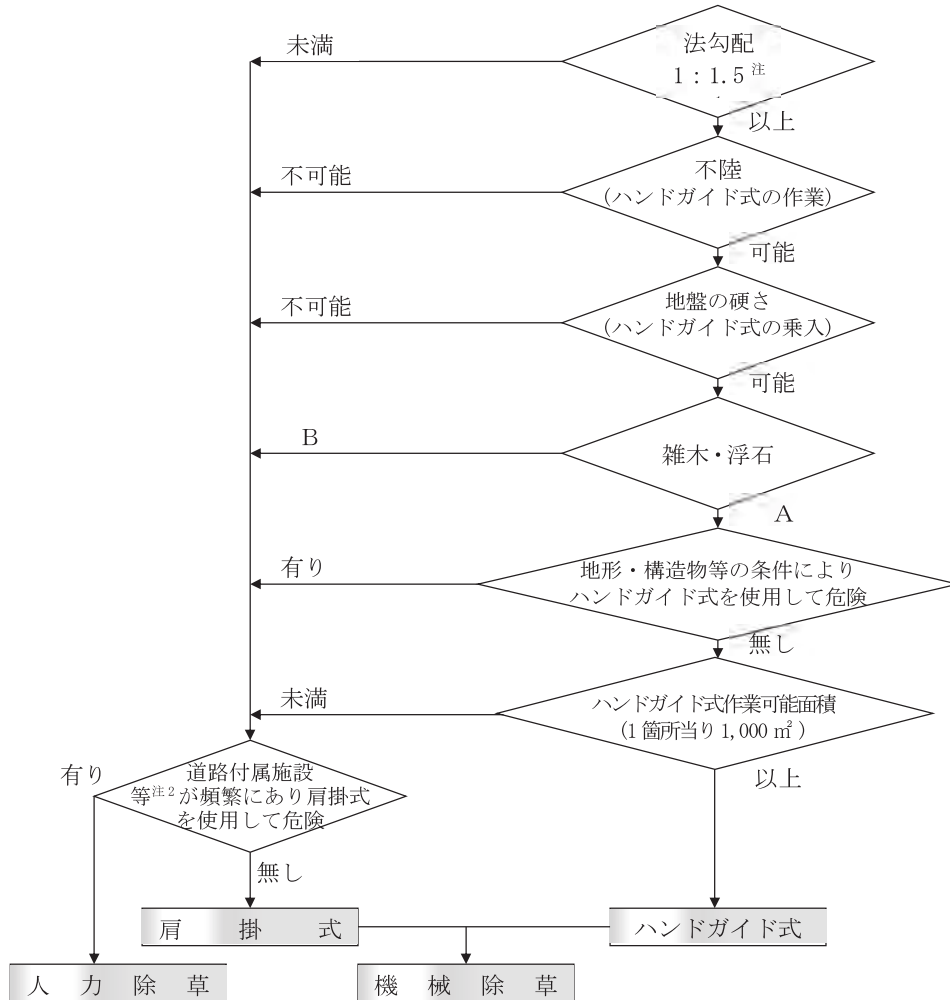 未満
法勾配
1：1.5 注
以上
不可能
不陸
(ハンドガイド式の作業)
可能
不可能
地盤の硬さ
(ハンドガイド式の乗入)
可能
B
雑木・浮石
A
有り
地形・構造物等の条件により
ハンドガイド式を使用して危険
無し
未満
ハンドガイド式作業可能面積
(1箇所当り 1,000 ㎡)
以上
有り
道路付属施設
等注2が頻繁にあり肩掛式
を使用して危険
無し
肩掛式
ハンドガイド式
人力除草
機械除草